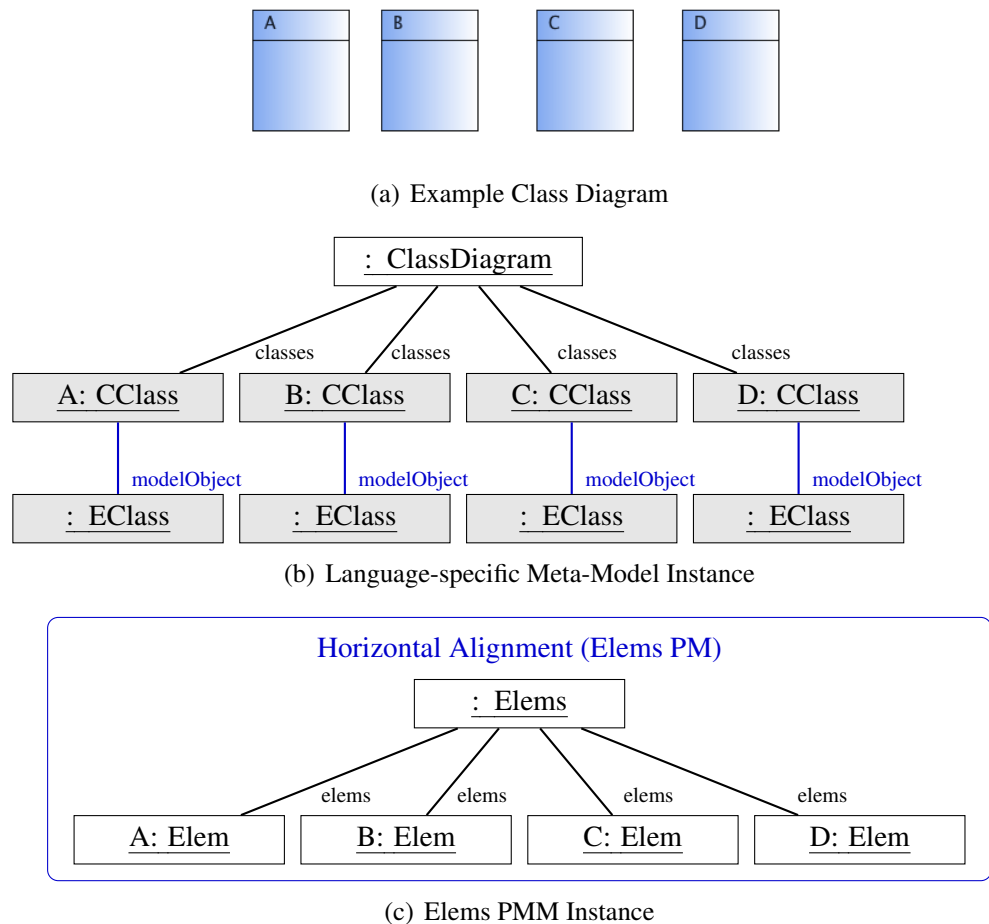 A B C D
(a) Example Class Diagram
: ClassDiagram
classes classes classes classes
A: CClass B: CClass C: CClass D: CClass
modelObject modelObject modelObject modelObject
: EClass : EClass : EClass : EClass
(b) Language-specific Meta-Model Instance
Horizontal Alignment (Elems PM)
: Elems
elems elems elems elems
A: Elem B: Elem C: Elem D: Elem
(c) Elems PMM Instance